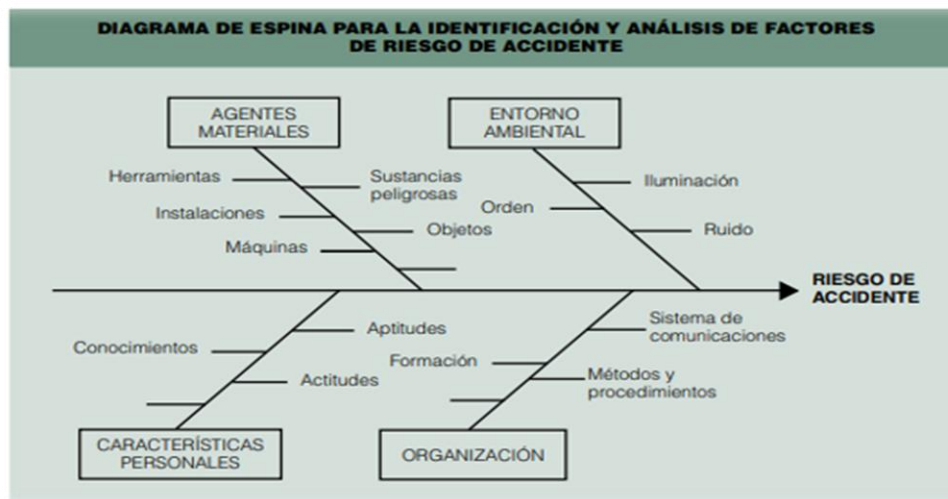 DIAGRAMA DE ESPINA PARA LA IDENTIFICACIÓN Y ANÁLISIS DE FACTORES
DE RIESGO DE ACCIDENTE
AGENTES
MATERIALES
ENTORNO
AMBIENTAL
Herramientas
Sustancias
peligrosas
Instalaciones
Objetos
Máquinas
Iluminación
Orden
Ruido
RIESGO DE
ACCIDENTE
Aptitudes
Conocimientos
Actitudes
Sistema de
comunicaciones
Formación
Métodos y
procedimientos
CARACTERÍSTICAS
PERSONALES
ORGANIZACIÓN